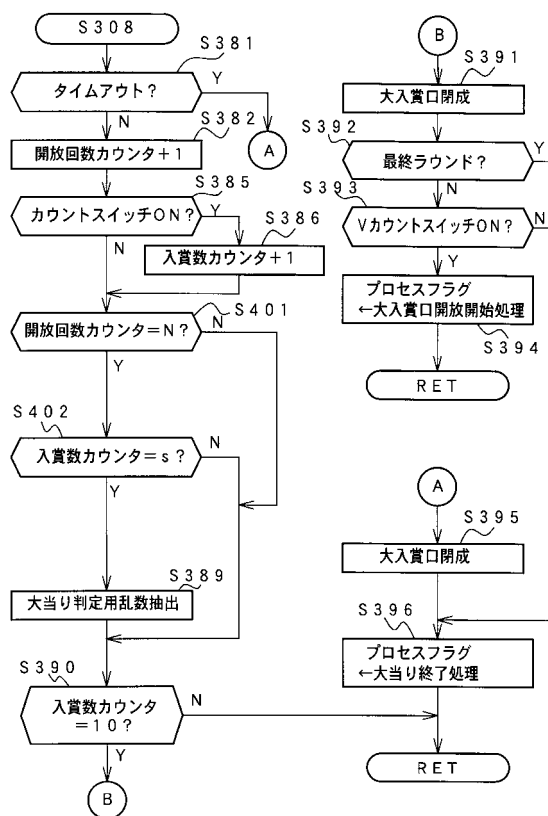 S308
S381
タイムアウト？
Y
N
A
S382
開放回数カウンタ＋1
S385
カウントスイッチON？
Y
N
S386
入賞数カウンタ＋1
S401
開放回数カウンタ＝N？
N
Y
S402
入賞数カウンタ＝s？
N
Y
S389
大当り判定用乱数抽出
S390
入賞数カウンタ
＝10？
N
Y
B
B
S391
大入賞口閉成
S392
最終ラウンド？
Y
N
S393
VカウントスイッチON？
N
Y
プロセスフラグ
←大入賞口開放開始処理
S394
RET
A
S395
大入賞口閉成
S396
プロセスフラグ
←大当り終了処理
RET